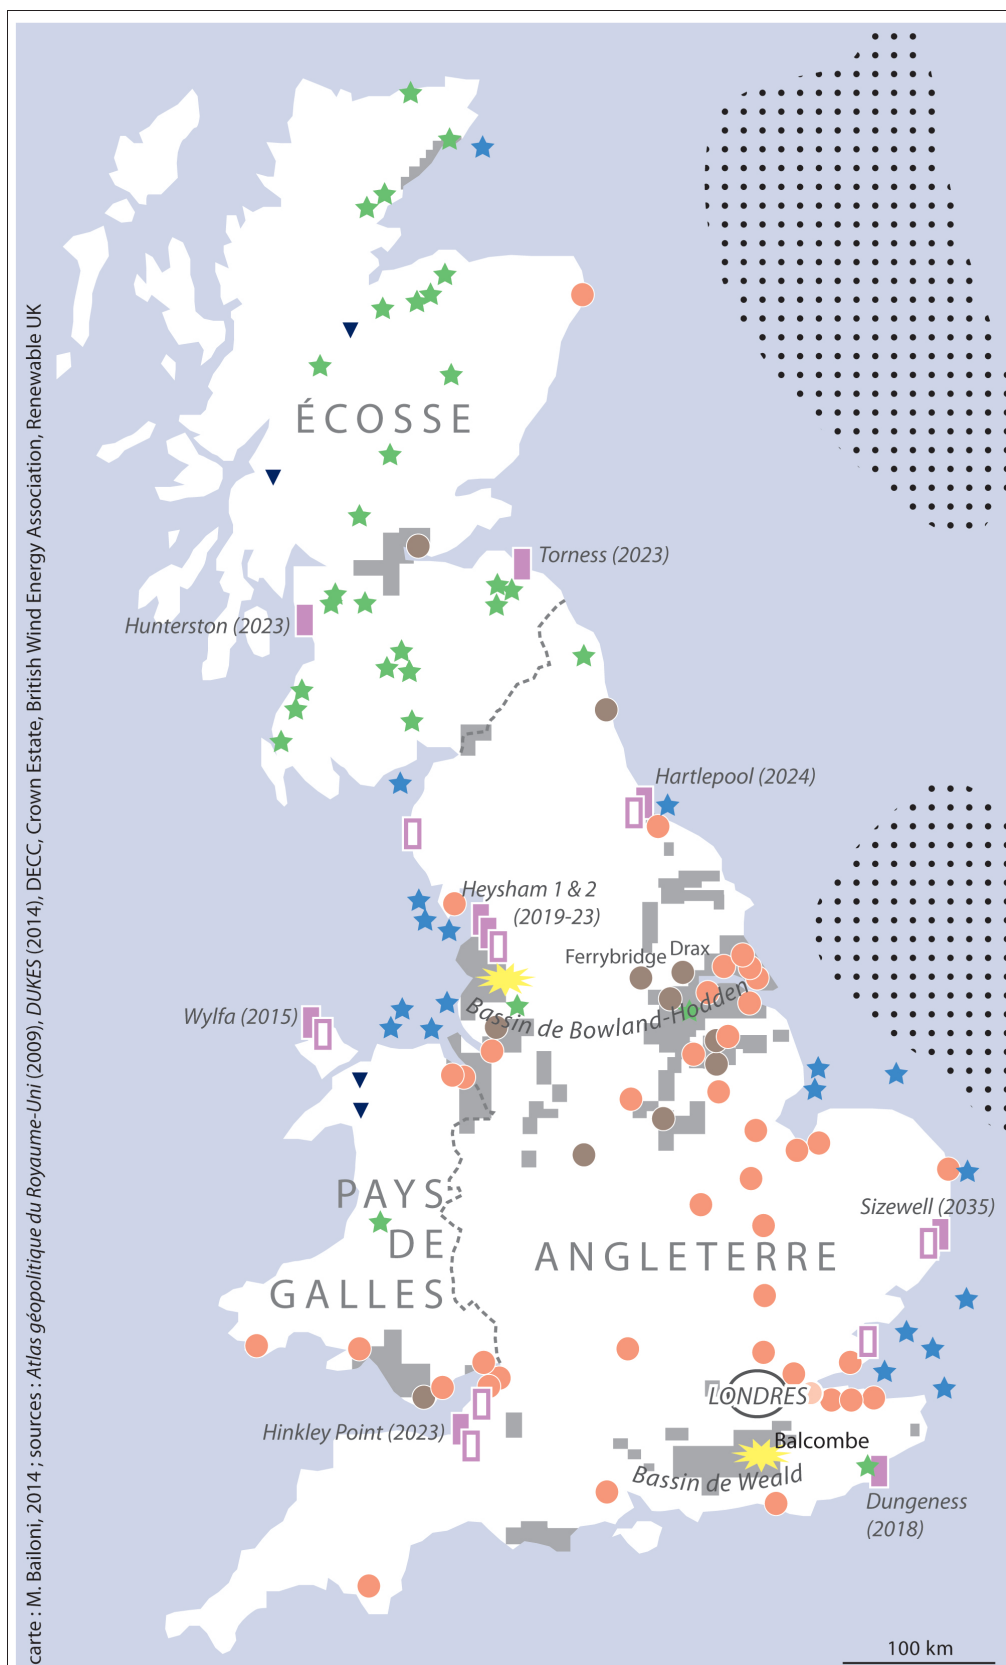 ÉCOSSE
Torness (2023)
Hunterston (2023)
Hartlepool (2024)
Heysham 1 & 2
(2019-23)
Ferrybridge
Drax
Bassin de Bowland-Hodden
Wylfa (2015)
PAYS
DE
GALLES
Sizewell (2035)
ANGLETERRE
LONDRES
Hinkley Point (2023)
Balcombe
Bassin de Weald
Dungeness
(2018)
100 km
carte : M. Bailoni, 2014 ; sources : Atlas géopolitique du Royaume-Uni (2009), DUKES (2014), DECC, Crown Estate, British Wind Energy Association, Renewable UK